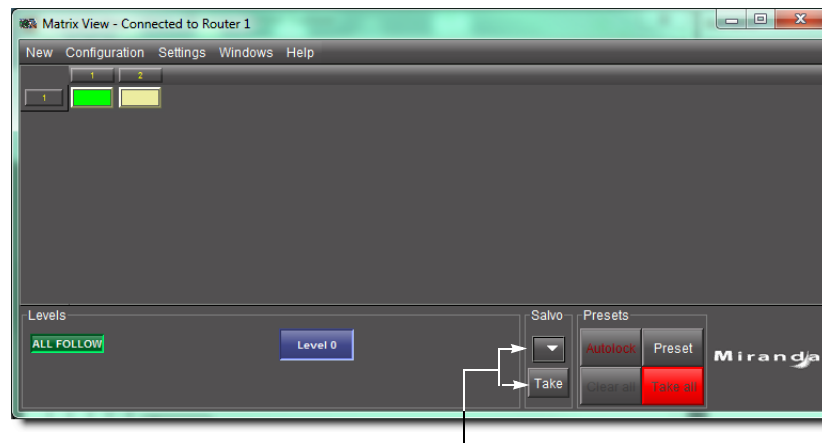 Matrix View - Connected to Router 1
New Configuration Settings Windows Help
1 2
1
Levels
ALL FOLLOW
Level 0
Salvo
Take
Presets
Autolock Preset
Clear all Take all
Miranda